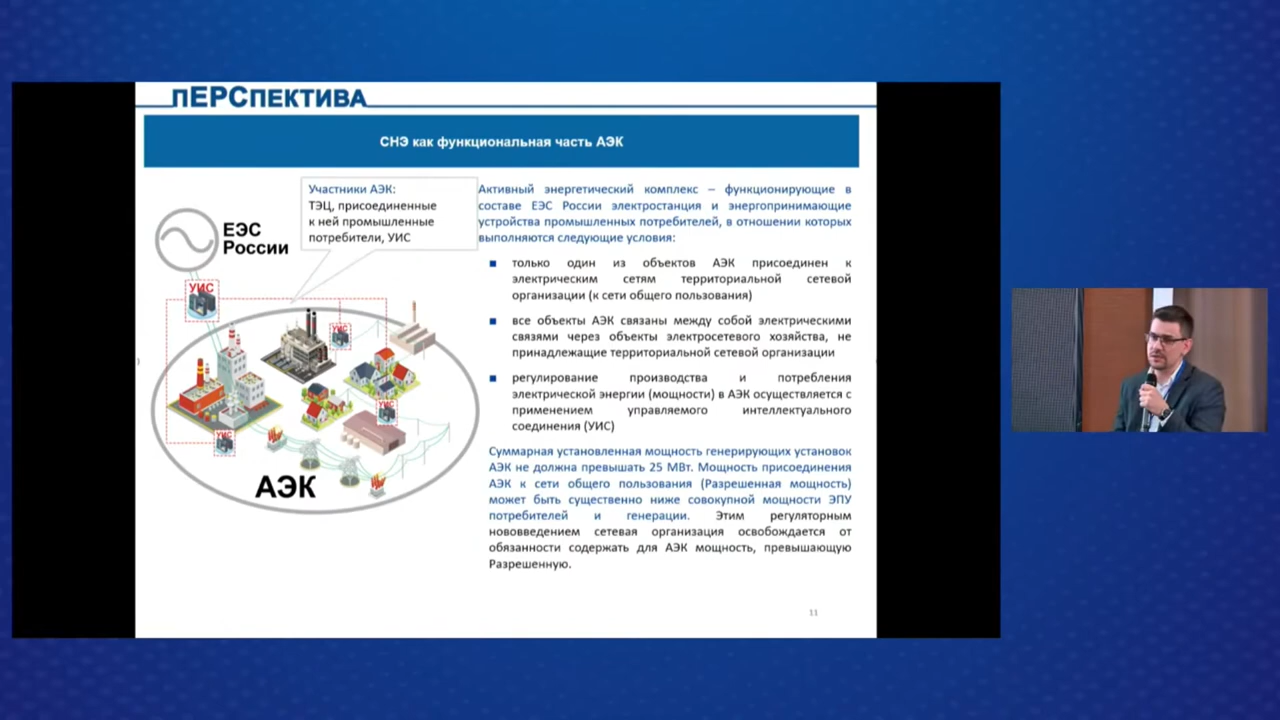 пЕРСпектива
СНЭ как функциональная часть АЭК
Участники АЭК:
ТЭЦ, присоединенные
к ней промышленные
потребители, УИС
ЕЭС
России
УИС
УИС
УИС
УИС
АЭК
Активный энергетический комплекс – функционирующие в
составе ЕЭС России электростанция и энергопринимающие
устройства промышленных потребителей, в отношении которых
выполняются следующие условия:
только один из объектов АЭК присоединен к
электрическим сетям территориальной сетевой
организации (к сети общего пользования)
все объекты АЭК связаны между собой электрическими
связями через объекты электросетевого хозяйства, не
принадлежащие территориальной сетевой организации
регулирование производства и потребления
электрической энергии (мощности) в АЭК осуществляется с
применением управляемого интеллектуального
соединения (УИС)
Суммарная установленная мощность генерирующих установок
АЭК не должна превышать 25 МВт. Мощность присоединения
АЭК к сети общего пользования (Разрешенная мощность)
может быть существенно ниже совокупной мощности ЭПУ
потребителей и генерации. Этим регуляторным
нововведением сетевая организация освобождается от
обязанности содержать для АЭК мощность, превышающую
Разрешенную.
11